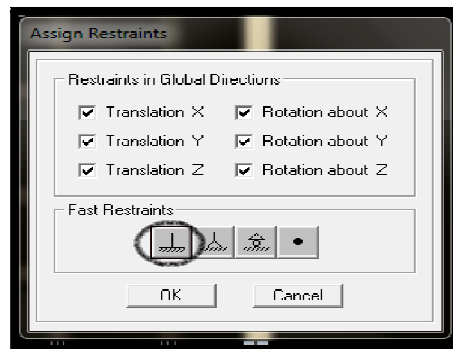 Assign Restraints
Restraints in Global Directions
Translation X
Rotation about X
Translation Y
Rotation about Y
Translation Z
Rotation about Z
Fast Restraints
OK
Cancel